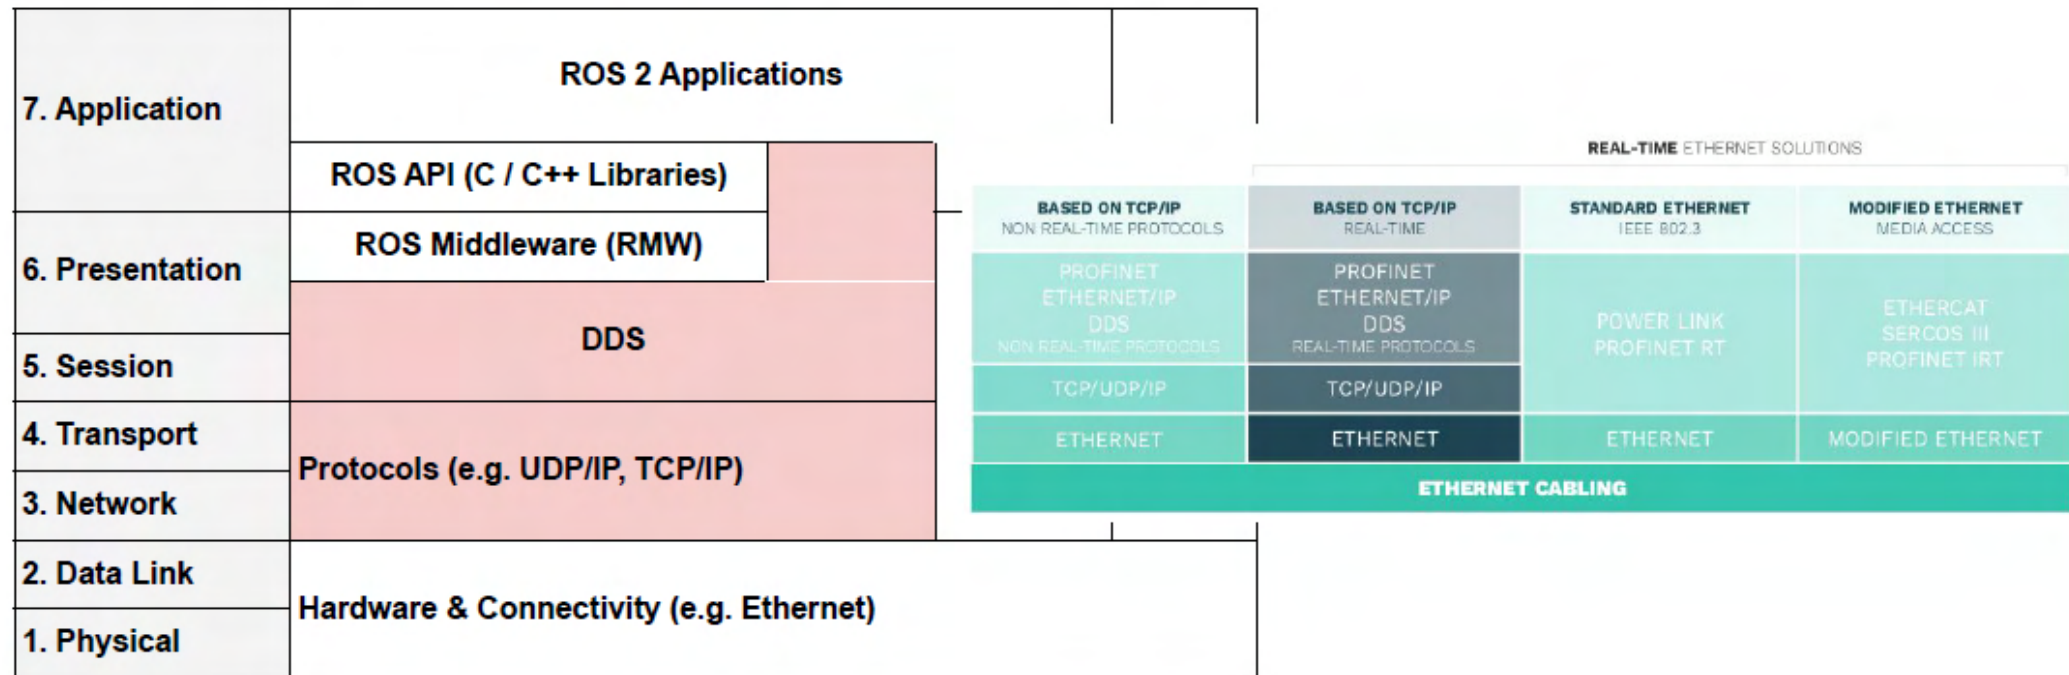 7. Application
ROS 2 Applications
ROS API (C / C++ Libraries)
6. Presentation
ROS Middleware (RMW)
DDS
5. Session
4. Transport
Protocols (e.g. UDP/IP, TCP/IP)
3. Network
2. Data Link
Hardware & Connectivity (e.g. Ethernet)
1. Physical
REAL-TIME ETHERNET SOLUTIONS
BASED ON TCP/IP
NON REAL-TIME PROTOCOLS
PROFINET
ETHERNET/IP
DDS
NON REAL-TIME PROTOCOLS
TCP/UDP/IP
ETHERNET
BASED ON TCP/IP
REAL-TIME
PROFINET
ETHERNET/IP
DDS
REAL-TIME PROTOCOLS
TCP/UDP/IP
ETHERNET
STANDARD ETHERNET
IEEE 802.3
POWER LINK
PROFINET RT
ETHERNET
MODIFIED ETHERNET
MEDIA ACCESS
ETHERCAT
SERCOS III
PROFINET IRT
MODIFIED ETHERNET
ETHERNET CABLING